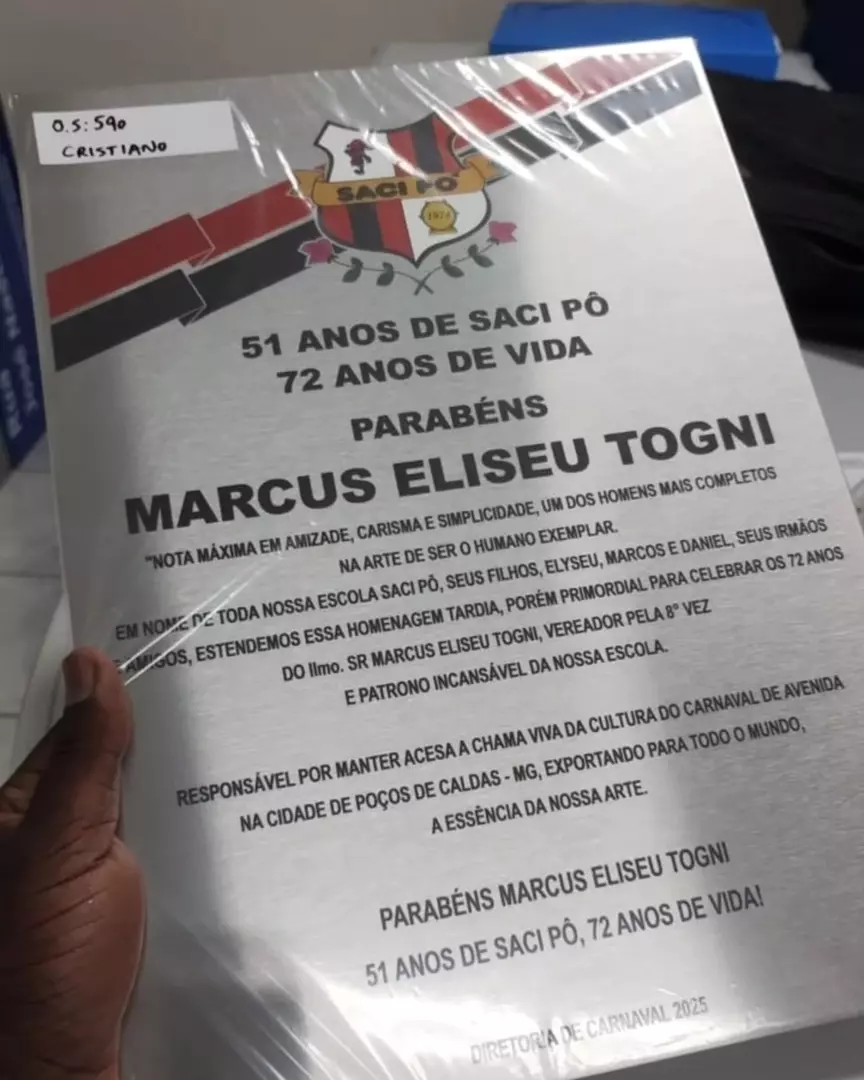 O.S: 590
CRISTIANO
SACI PÔ
1974
51 ANOS DE SACI PÔ
72 ANOS DE VIDA
PARABÉNS
MARCUS ELISEU TOGNI
"NOTA MÁXIMA EM AMIZADE, CARISMA E SIMPLICIDADE, UM DOS HOMENS MAIS COMPLETOS
NA ARTE DE SER O HUMANO EXEMPLAR.
EM NOME DE TODA NOSSA ESCOLA SACI PÔ, SEUS FILHOS, ELYSEU, MARCOS E DANIEL, SEUS IRMÃOS
E AMIGOS, ESTENDEMOS ESSA HOMENAGEM TARDIA, PORÉM PRIMORDIAL PARA CELEBRAR OS 72 ANOS
DO Ilmo. SR MARCUS ELISEU TOGNI, VEREADOR PELA 8° VEZ
E PATRONO INCANSÁVEL DA NOSSA ESCOLA.
RESPONSÁVEL POR MANTER ACESA A CHAMA VIVA DA CULTURA DO CARNAVAL DE AVENIDA
NA CIDADE DE POÇOS DE CALDAS - MG, EXPORTANDO PARA TODO O MUNDO,
A ESSÊNCIA DA NOSSA ARTE.
PARABÉNS MARCUS ELISEU TOGNI
51 ANOS DE SACI PÔ, 72 ANOS DE VIDA!
DIRETORIA DE CARNAVAL 2025